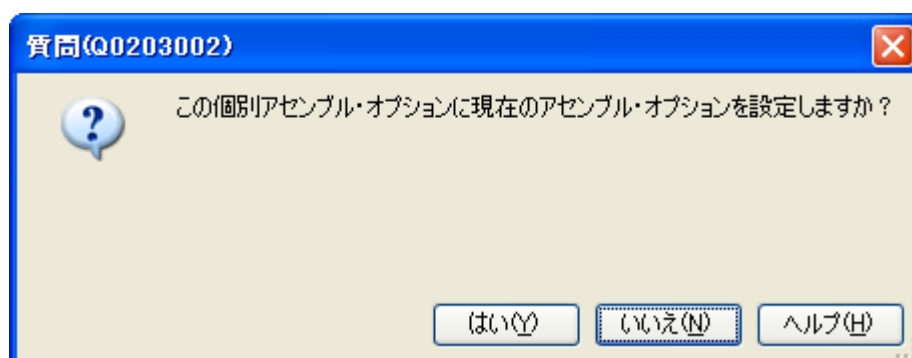 質問(Q0203002)
この個別アセンブル・オプションに現在のアセンブル・オプションを設定しますか？
はい(Y) いいえ(N) ヘルプ(H)